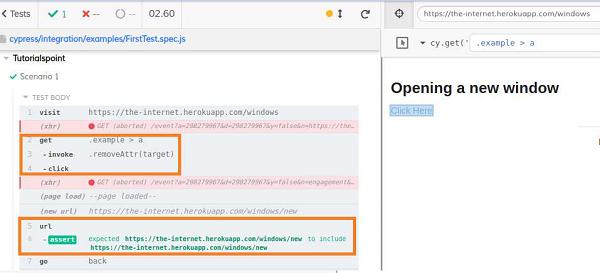 Tests 1 -- -- 02.60
cypress/integration/examples/FirstTest.spec.js
Tutorialspoint
Scenario 1
TEST BODY
1 visit https://the-internet.herokuapp.com/windows
(xhr) GET (aborted) /event?a=298279967&d=298279967&y=false&n=https://the...
2 get .example > a
3 - invoke .removeAttr(target)
4 - click
(xhr) GET (aborted) /event?a=298279967&d=298279967&y=false&n=engagement&...
(page load) --page loaded--
(new url) https://the-internet.herokuapp.com/windows/new
5 url
6 - assert expected https://the-internet.herokuapp.com/windows/new to include
https://the-internet.herokuapp.com/windows/new
7 go back
https://the-internet.herokuapp.com/windows
cy.get(' .example > a
Opening a new window
Click Here